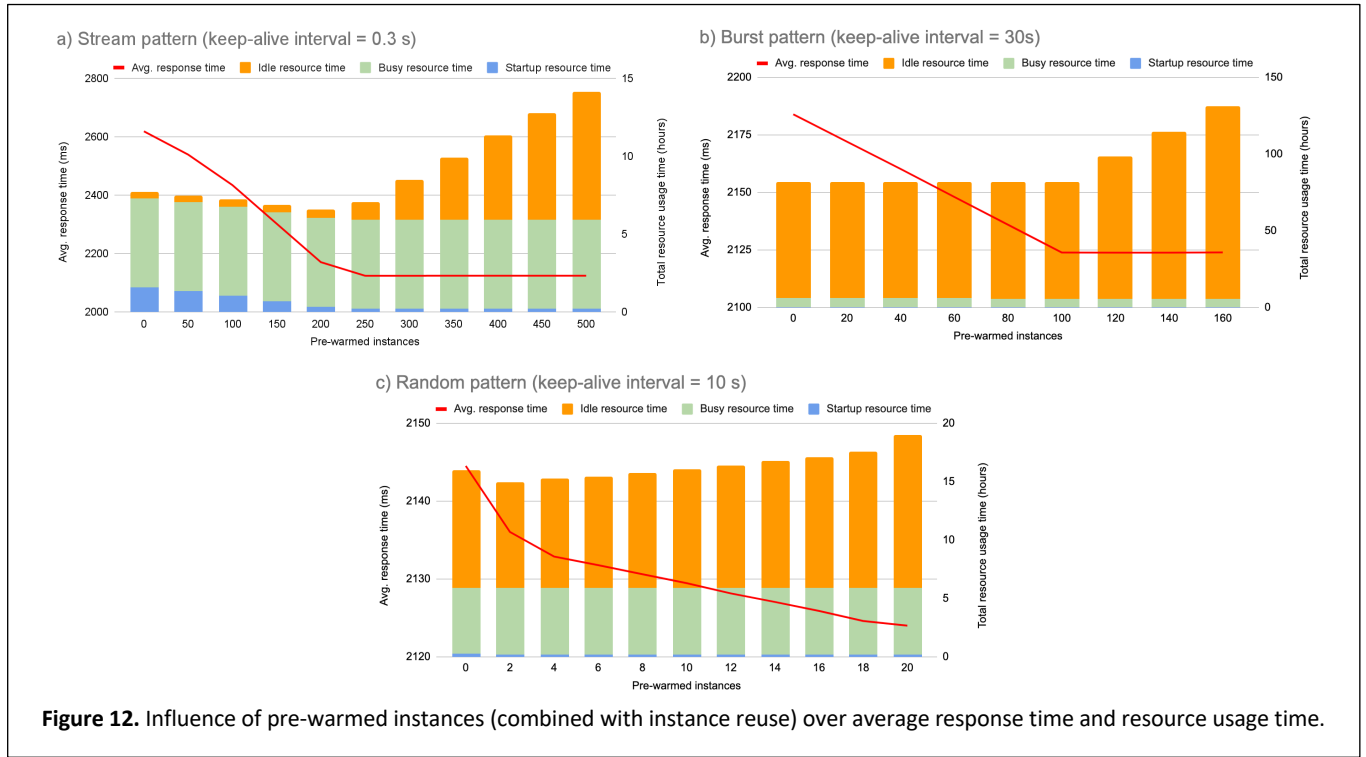 a) Stream pattern (keep-alive interval = 0.3 s)
Avg. response time Idle resource time Busy resource time Startup resource time
Avg. response time (ms)
2800
2600
2400
2200
2000
15
10
5
0
Total resource usage time (hours)
0 50 100 150 200 250 300 350 400 450 500
Pre-warmed instances
b) Burst pattern (keep-alive interval = 30s)
Avg. response time Idle resource time Busy resource time Startup resource time
Avg. response time (ms)
2200
2175
2150
2125
2100
150
100
50
0
Total resource usage time (hours)
0 20 40 60 80 100 120 140 160
Pre-warmed instances
c) Random pattern (keep-alive interval = 10 s)
Avg. response time Idle resource time Busy resource time Startup resource time
Avg. response time (ms)
2150
2140
2130
2120
20
15
10
5
0
Total resource usage time (hours)
0 2 4 6 8 10 12 14 16 18 20
Pre-warmed instances
Figure 12. Influence of pre-warmed instances (combined with instance reuse) over average response time and resource usage time.